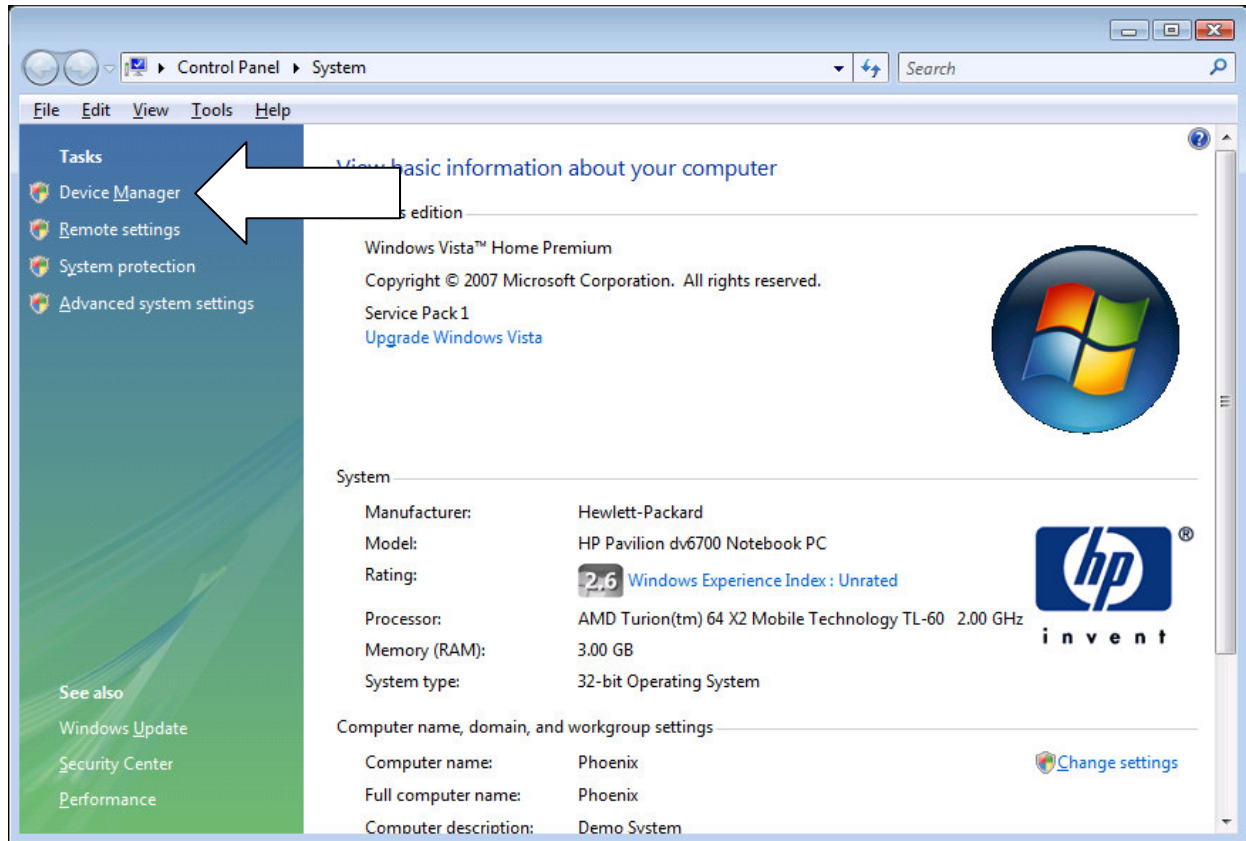 Control Panel ▸ System
Search
File Edit View Tools Help
Tasks
Device Manager
Remote settings
System protection
Advanced system settings
See also
Windows Update
Security Center
Performance
basic information about your computer
edition
Windows Vista™ Home Premium
Copyright © 2007 Microsoft Corporation. All rights reserved.
Service Pack 1
Upgrade Windows Vista
System
Manufacturer: Hewlett-Packard
Model: HP Pavilion dv6700 Notebook PC
Rating: 2.6 Windows Experience Index : Unrated
Processor: AMD Turion(tm) 64 X2 Mobile Technology TL-60 2.00 GHz
Memory (RAM): 3.00 GB
System type: 32-bit Operating System
hp ®
invent
Computer name, domain, and workgroup settings
Computer name: Phoenix
Change settings
Full computer name: Phoenix
Computer description: Demo System